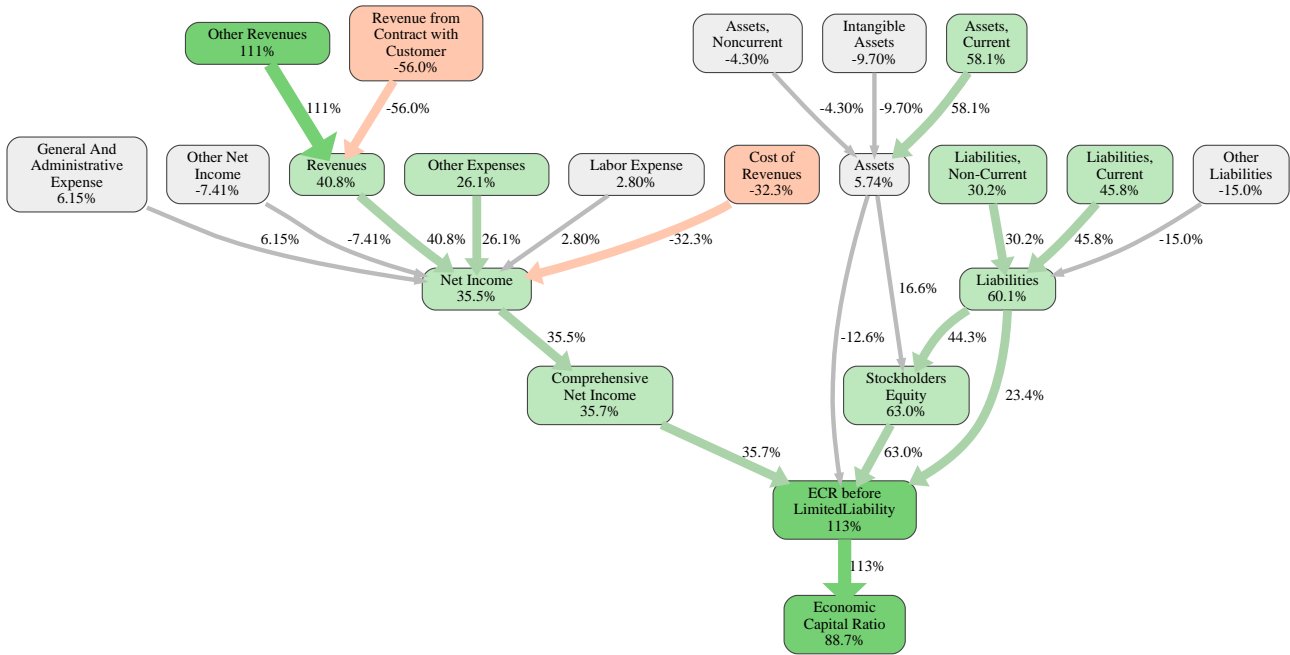 Other Revenues
111%
Revenue from
Contract with
Customer
-56.0%
Assets,
Noncurrent
-4.30%
Intangible
Assets
-9.70%
Assets,
Current
58.1%
111%
-56.0%
-4.30%
-9.70%
58.1%
General And
Administrative
Expense
6.15%
Other Net
Income
-7.41%
Revenues
40.8%
Other Expenses
26.1%
Labor Expense
2.80%
Cost of
Revenues
-32.3%
Assets
5.74%
Liabilities,
Non-Current
30.2%
Liabilities,
Current
45.8%
Other
Liabilities
-15.0%
6.15%
-7.41%
40.8%
26.1%
2.80%
-32.3%
30.2%
45.8%
-15.0%
Net Income
35.5%
16.6%
Liabilities
60.1%
35.5%
-12.6%
44.3%
Comprehensive
Net Income
35.7%
Stockholders
Equity
63.0%
23.4%
35.7%
63.0%
ECR before
LimitedLiability
113%
113%
Economic
Capital Ratio
88.7%